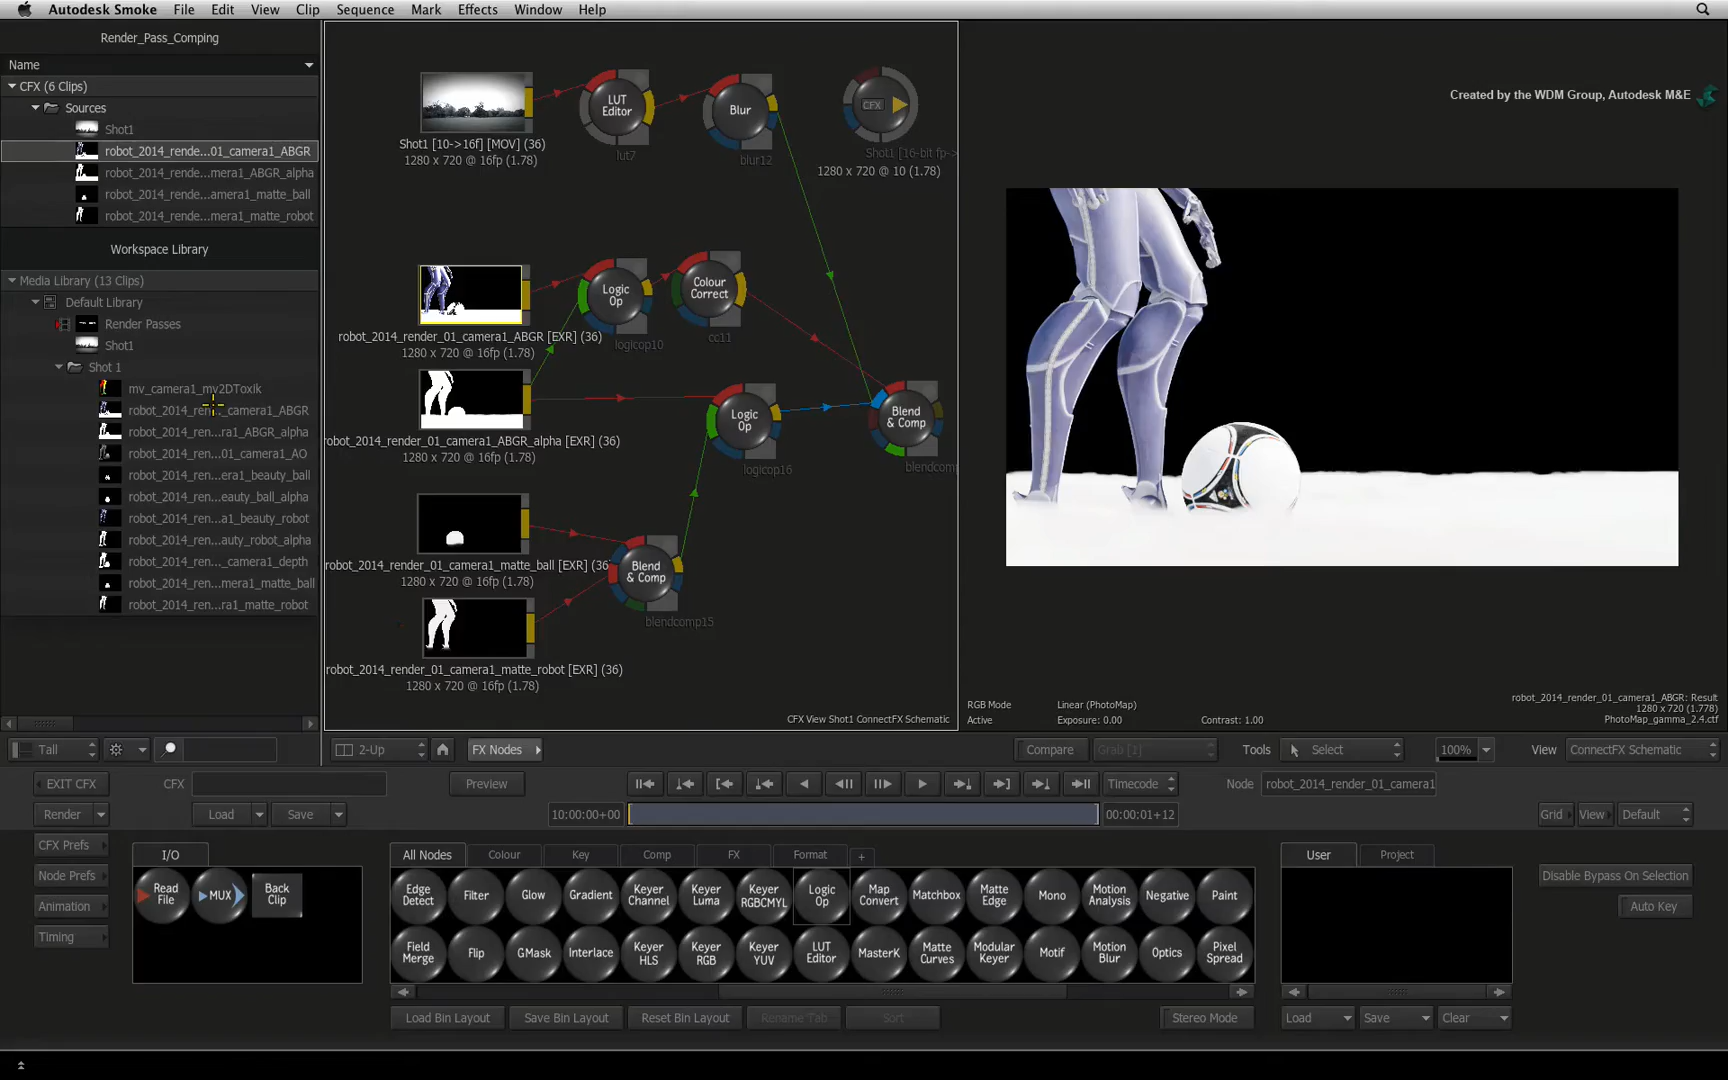 Autodesk Smoke File Edit View Clip Sequence Mark Effects Window Help
Render_Pass_Comping
Name
CFX (6 Clips)
Sources
Shot1
robot_2014_rende...01_camera1_ABGR
robot_2014_rende...mera1_ABGR_alpha
robot_2014_rende...amera1_matte_ball
robot_2014_rende...mera1_matte_robot
Workspace Library
Media Library (13 Clips)
Default Library
Render Passes
Shot1
Shot 1
mv_camera1_mv2DToxik
robot_2014_ren..._camera1_ABGR
robot_2014_ren...ra1_ABGR_alpha
robot_2014_ren...01_camera1_AO
robot_2014_ren...era1_beauty_ball
robot_2014_ren...eauty_ball_alpha
robot_2014_ren...a1_beauty_robot
robot_2014_ren...auty_robot_alpha
robot_2014_ren..._camera1_depth
robot_2014_ren...mera1_matte_ball
robot_2014_ren...ra1_matte_robot
Shot1 [10->16f] [MOV] (36)
1280 x 720 @ 16fp (1.78)
LUT
Editor
lut7
Blur
blur12
CFX
Shot1 [16-bit fp->
1280 x 720 @ 10 (1.78)
robot_2014_render_01_camera1_ABGR [EXR] (36)
1280 x 720 @ 16fp (1.78)
Logic
Op
logicop10
Colour
Correct
cc11
robot_2014_render_01_camera1_ABGR_alpha [EXR] (36)
1280 x 720 @ 16fp (1.78)
Logic
Op
logicop16
Blend
& Comp
blendcomp
robot_2014_render_01_camera1_matte_ball [EXR] (36
1280 x 720 @ 16fp (1.78)
Blend
& Comp
blendcomp15
robot_2014_render_01_camera1_matte_robot [EXR] (36)
1280 x 720 @ 16fp (1.78)
CFX View Shot1 ConnectFX Schematic
Created by the WDM Group, Autodesk M&E
RGB Mode Linear (PhotoMap)
Active Exposure: 0.00 Contrast: 1.00
robot_2014_render_01_camera1_ABGR: Result
1280 x 720 (1.778)
PhotoMap_gamma_2.4.ctf
Tall 2-Up FX Nodes Compare Grab [1] Tools Select 100% View ConnectFX Schematic
EXIT CFX CFX Preview Timecode Node robot_2014_render_01_camera1
Render Load Save 10:00:00+00 00:00:01+12 Grid View Default
CFX Prefs
Node Prefs
Animation
Timing
I/O
Read
File
MUX
Back
Clip
All Nodes Colour Key Comp FX Format +
Edge
Detect
Filter
Glow
Gradient
Keyer
Channel
Keyer
Luma
Keyer
RGBCMYL
Logic
Op
Map
Convert
Matchbox
Matte
Edge
Mono
Motion
Analysis
Negative
Paint
Field
Merge
Flip
GMask
Interlace
Keyer
HLS
Keyer
RGB
Keyer
YUV
LUT
Editor
MasterK
Matte
Curves
Modular
Keyer
Motif
Motion
Blur
Optics
Pixel
Spread
Load Bin Layout Save Bin Layout Reset Bin Layout Rename Tab Sort Stereo Mode
User Project
Load Save Clear
Disable Bypass On Selection
Auto Key